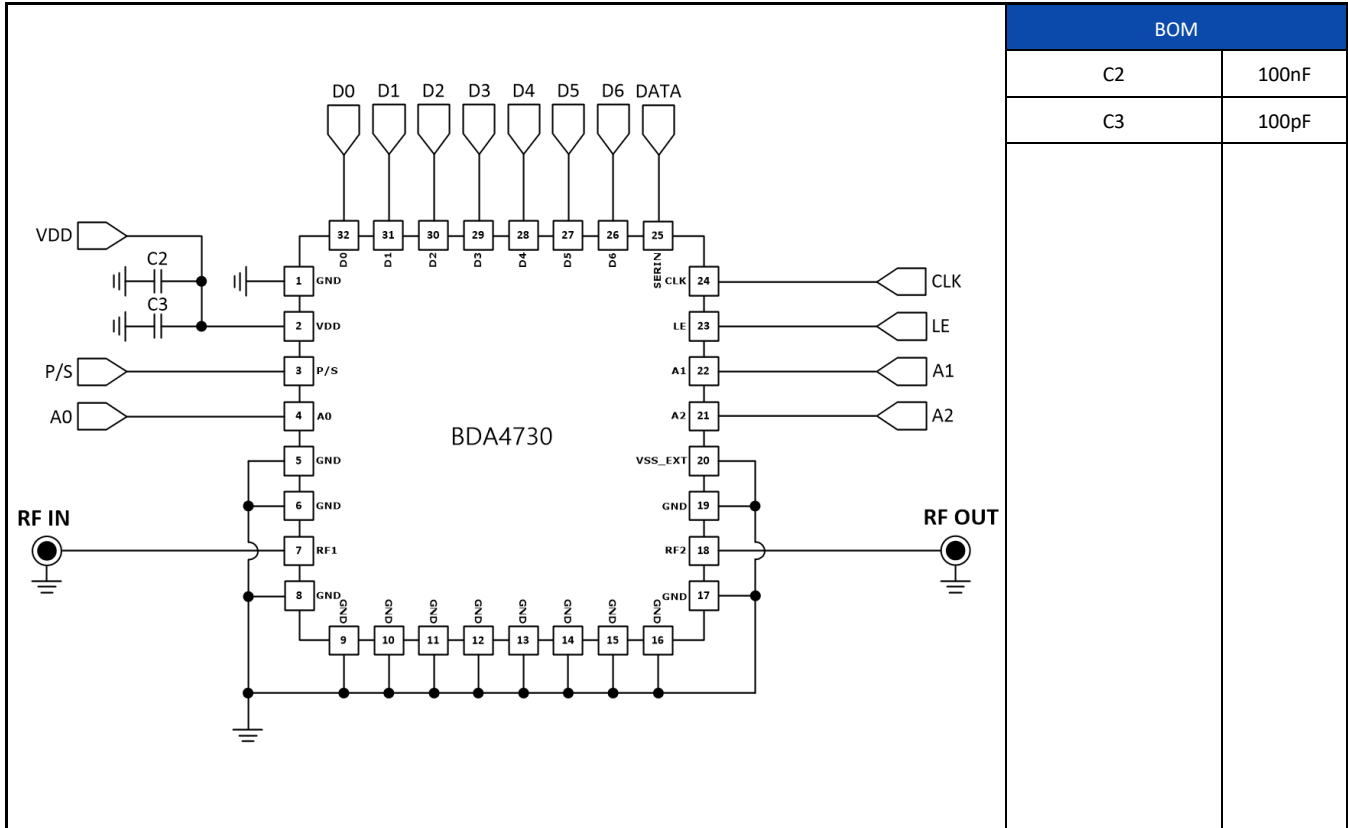 BOM
C2 100nF
C3 100pF
D0 D1 D2 D3 D4 D5 D6 DATA
32 31 30 29 28 27 26 25
D0 D1 D2 D3 D4 D5 D6 SERIN
VDD
C2
C3
P/S
A0
1 GND
2 VDD
3 P/S
4 A0
5 GND
6 GND
7 RF1
8 GND
RF IN
BDA4730
CLK 24
LE 23
A1 22
A2 21
VSS_EXT 20
GND 19
RF2 18
GND 17
CLK
LE
A1
A2
RF OUT
GND GND GND GND GND GND GND GND
9 10 11 12 13 14 15 16